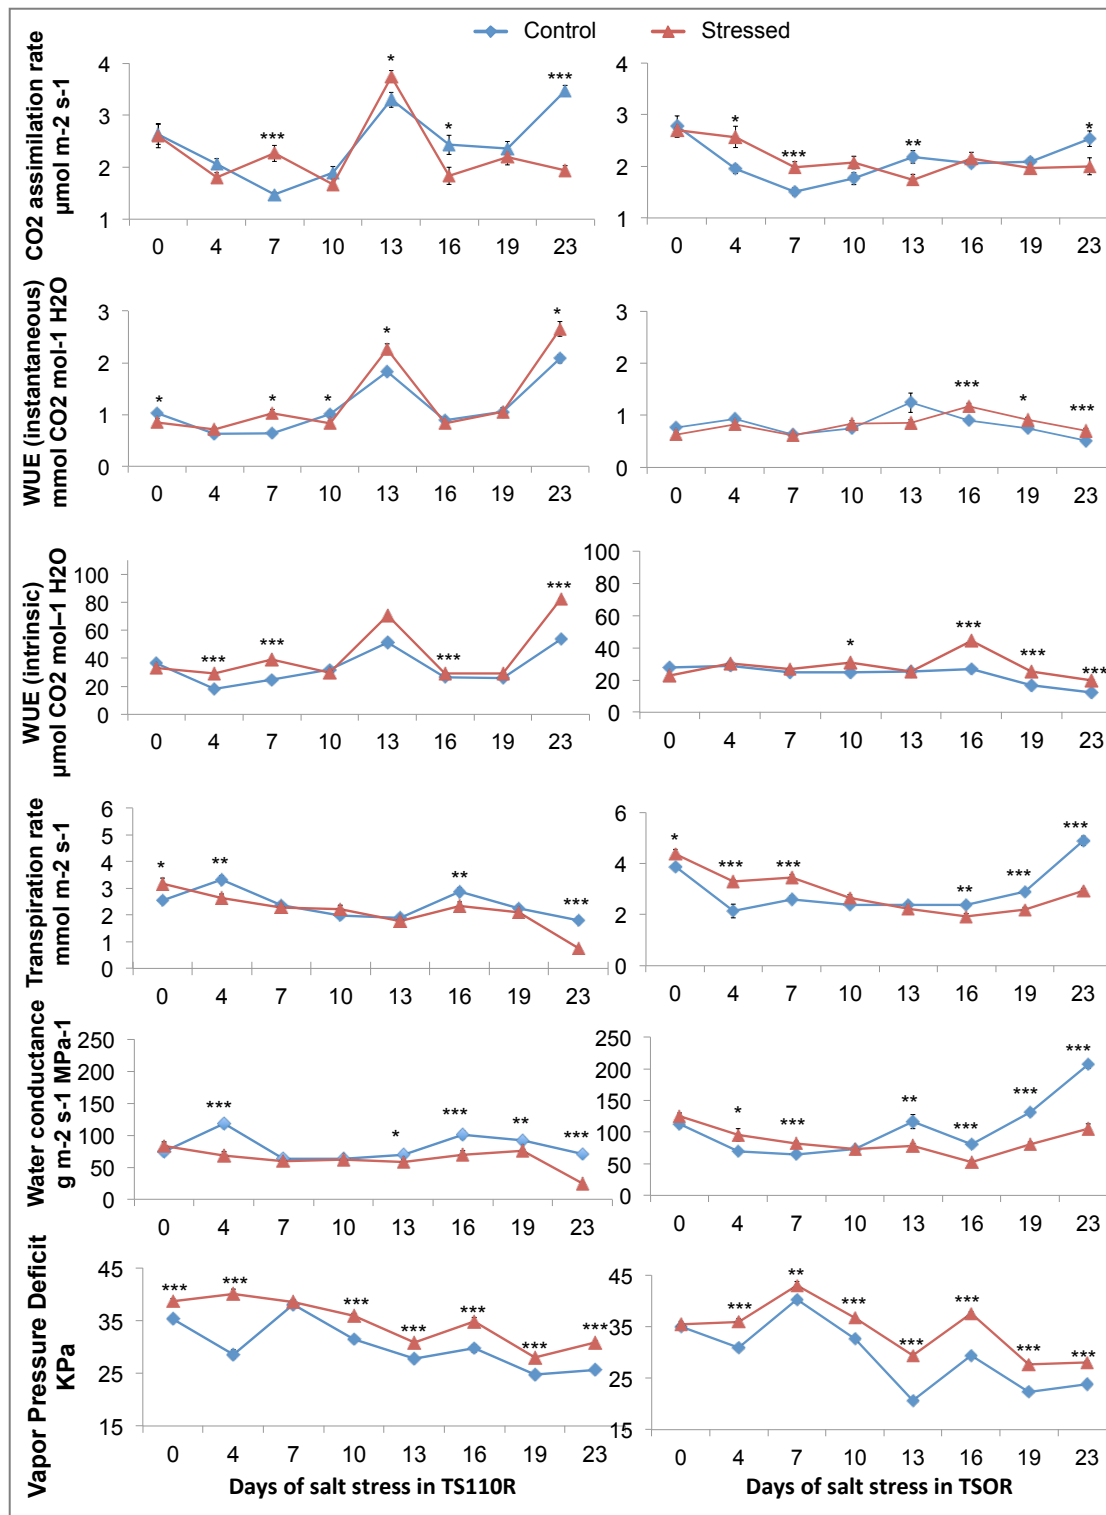 Control Stressed
CO2 assimilation rate
µmol m-2 s-1
4
3
2
1
* *** * * ***
0 4 7 10 13 16 19 23
4
3
2
1
* *** ** *
0 4 7 10 13 16 19 23
WUE (instantaneous)
mmol CO2 mol-1 H2O
3
2
1
0
* * * * *
0 4 7 10 13 16 19 23
3
2
1
0
*** * ***
0 4 7 10 13 16 19 23
WUE (intrinsic)
µmol CO2 mol–1 H2O
100
80
60
40
20
0
*** *** *** ***
0 4 7 10 13 16 19 23
100
80
60
40
20
0
* *** *** ***
0 4 7 10 13 16 19 23
Transpiration rate
mmol m-2 s-1
6
5
4
3
2
1
0
* ** ** ***
0 4 7 10 13 16 19 23
6
4
2
0
* *** *** ** *** ***
0 4 7 10 13 16 19 23
Water conductance
g m-2 s-1 MPa-1
250
200
150
100
50
0
*** * *** ** ***
0 4 7 10 13 16 19 23
250
200
150
100
50
0
* *** ** *** *** ***
0 4 7 10 13 16 19 23
Vapor Pressure Deficit
KPa
45
35
25
15
*** *** *** *** *** *** ***
0 4 7 10 13 16 19 23
Days of salt stress in TS110R
45
35
25
15
*** ** *** *** *** *** ***
0 4 7 10 13 16 19 23
Days of salt stress in TSOR